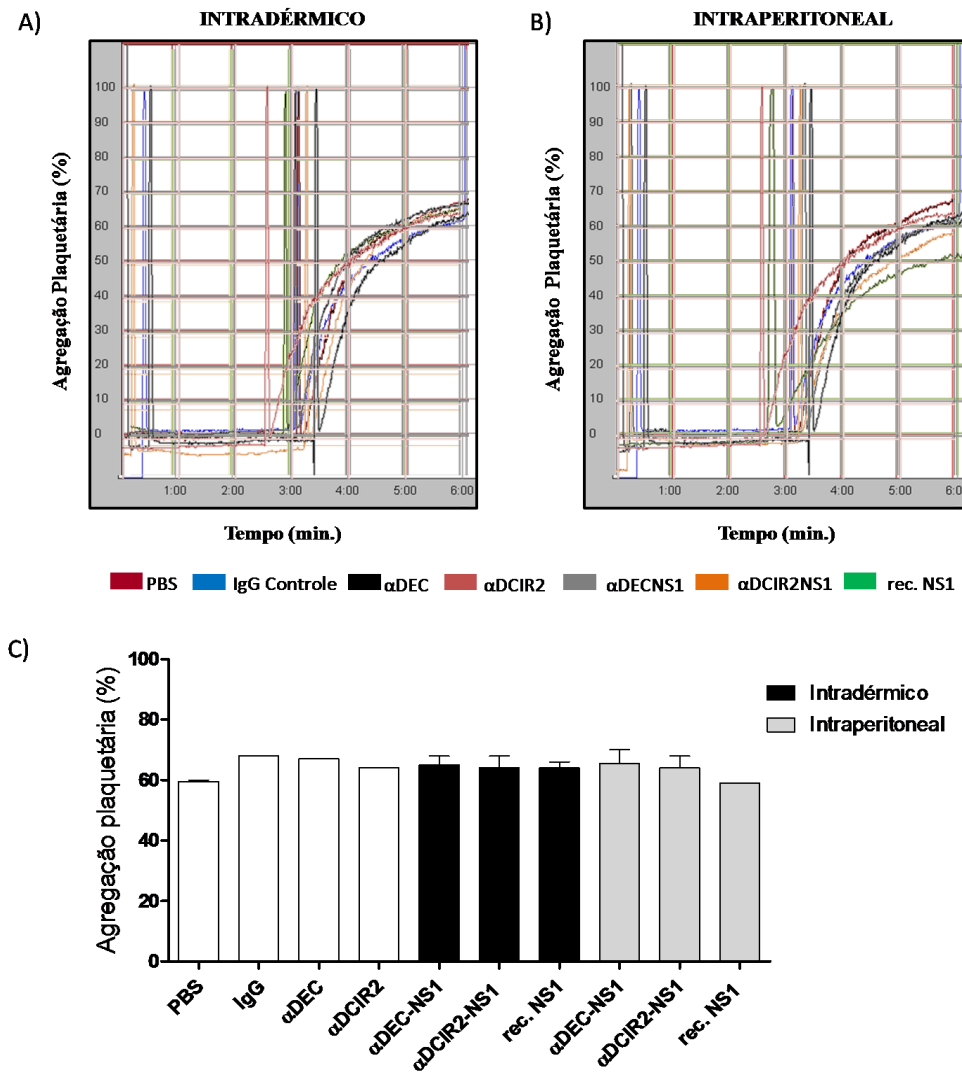 A)
INTRADÉRMICO
Agregação Plaquetária (%)
100
90
80
70
60
50
40
30
20
10
0
1:00 2:00 3:00 4:00 5:00 6:00
Tempo (min.)
B)
INTRAPERITONEAL
Agregação Plaquetária (%)
100
90
80
70
60
50
40
30
20
10
0
1:00 2:00 3:00 4:00 5:00 6:00
Tempo (min.)
PBS IgG Controle αDEC αDCIR2 αDECNS1 αDCIR2NS1 rec. NS1
C)
Agregação plaquetária (%)
100
80
60
40
20
0
PBS
IgG
αDEC
αDCIR2
αDEC-NS1
αDCIR2-NS1
rec. NS1
αDEC-NS1
αDCIR2-NS1
rec. NS1
Intradérmico
Intraperitoneal